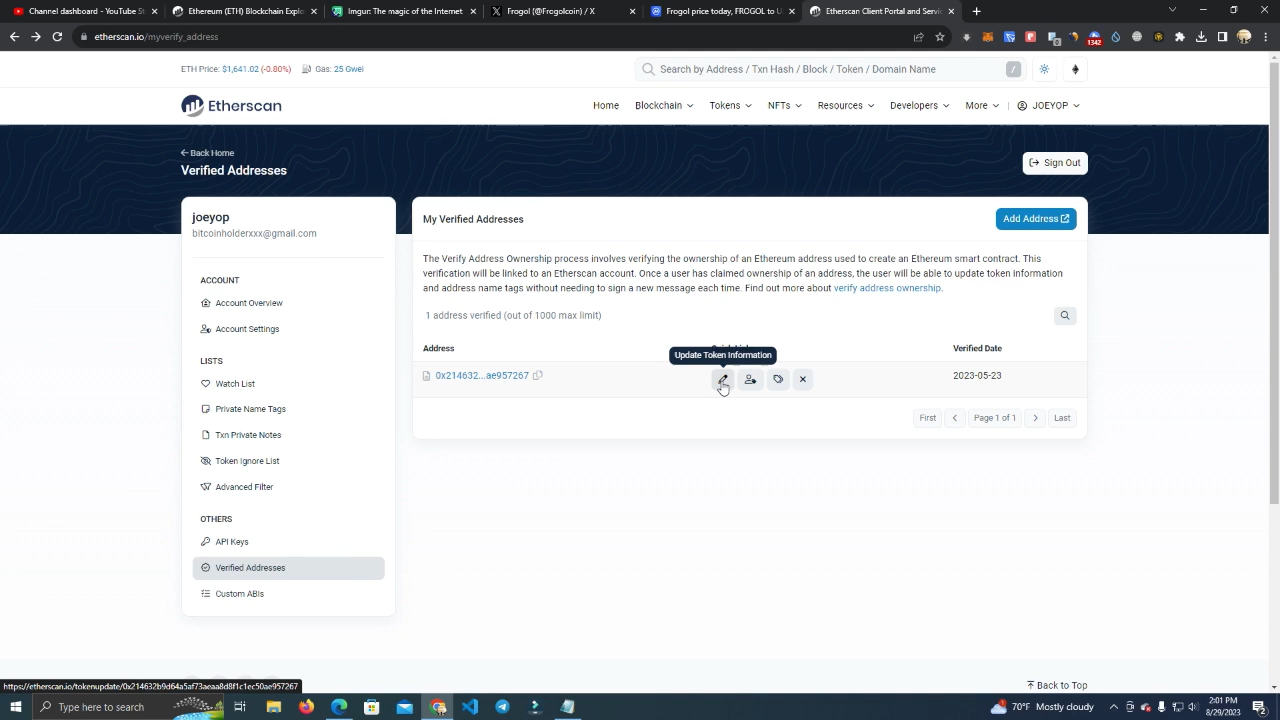 Channel dashboard - YouTube St
Ethereum (ETH) Blockchain Explo
Imgur: The magic of the Internet
Frogol (@Frogolcoin) / X
Frogol price today, FROGOL to U
Etherscan Client Portal and Servic
etherscan.io/myverify_address
1342
ETH Price: $1,641.02 (-0.80%) Gas: 25 Gwei
Search by Address / Txn Hash / Block / Token / Domain Name /
Etherscan
Home Blockchain Tokens NFTs Resources Developers More | JOEYOP
Back Home
Verified Addresses
Sign Out
joeyop
bitcoinholderxxx@gmail.com
ACCOUNT
Account Overview
Account Settings
LISTS
Watch List
Private Name Tags
Txn Private Notes
Token Ignore List
Advanced Filter
OTHERS
API Keys
Verified Addresses
Custom ABIs
My Verified Addresses
Add Address
The Verify Address Ownership process involves verifying the ownership of an Ethereum address used to create an Ethereum smart contract. This
verification will be linked to an Etherscan account. Once a user has claimed ownership of an address, the user will be able to update token information
and address name tags without needing to sign a new message each time. Find out more about verify address ownership.
1 address verified (out of 1000 max limit)
Address Verified Date
Update Token Information
0x214632...ae957267 2023-05-23
First Page 1 of 1 Last
Back to Top
https://etherscan.io/tokenupdate/0x214632b9d64a5af73aeaa8d8f1c1ec50ae957267
Type here to search
70°F Mostly cloudy
2:01 PM
8/29/2023
2